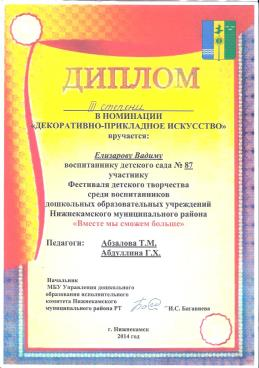 ДИПЛОМ
III степени
В НОМИНАЦИИ
«ДЕКОРАТИВНО-ПРИКЛАДНОЕ ИСКУССТВО»
вручается:
Елизарову Вадиму
воспитаннику детского сада № 87
участнику
Фестиваля детского творчества
среди воспитанников
дошкольных образовательных учреждений
Нижнекамского муниципального района
«Вместе мы сможем больше»
Педагоги: Абзалова Т.М.
Абдуллина Г.Х.
Начальник
МБУ Управления дошкольного
образования исполнительного
комитета Нижнекамского
муниципального района РТ И.С. Багавиева
г. Нижнекамск
2014 год